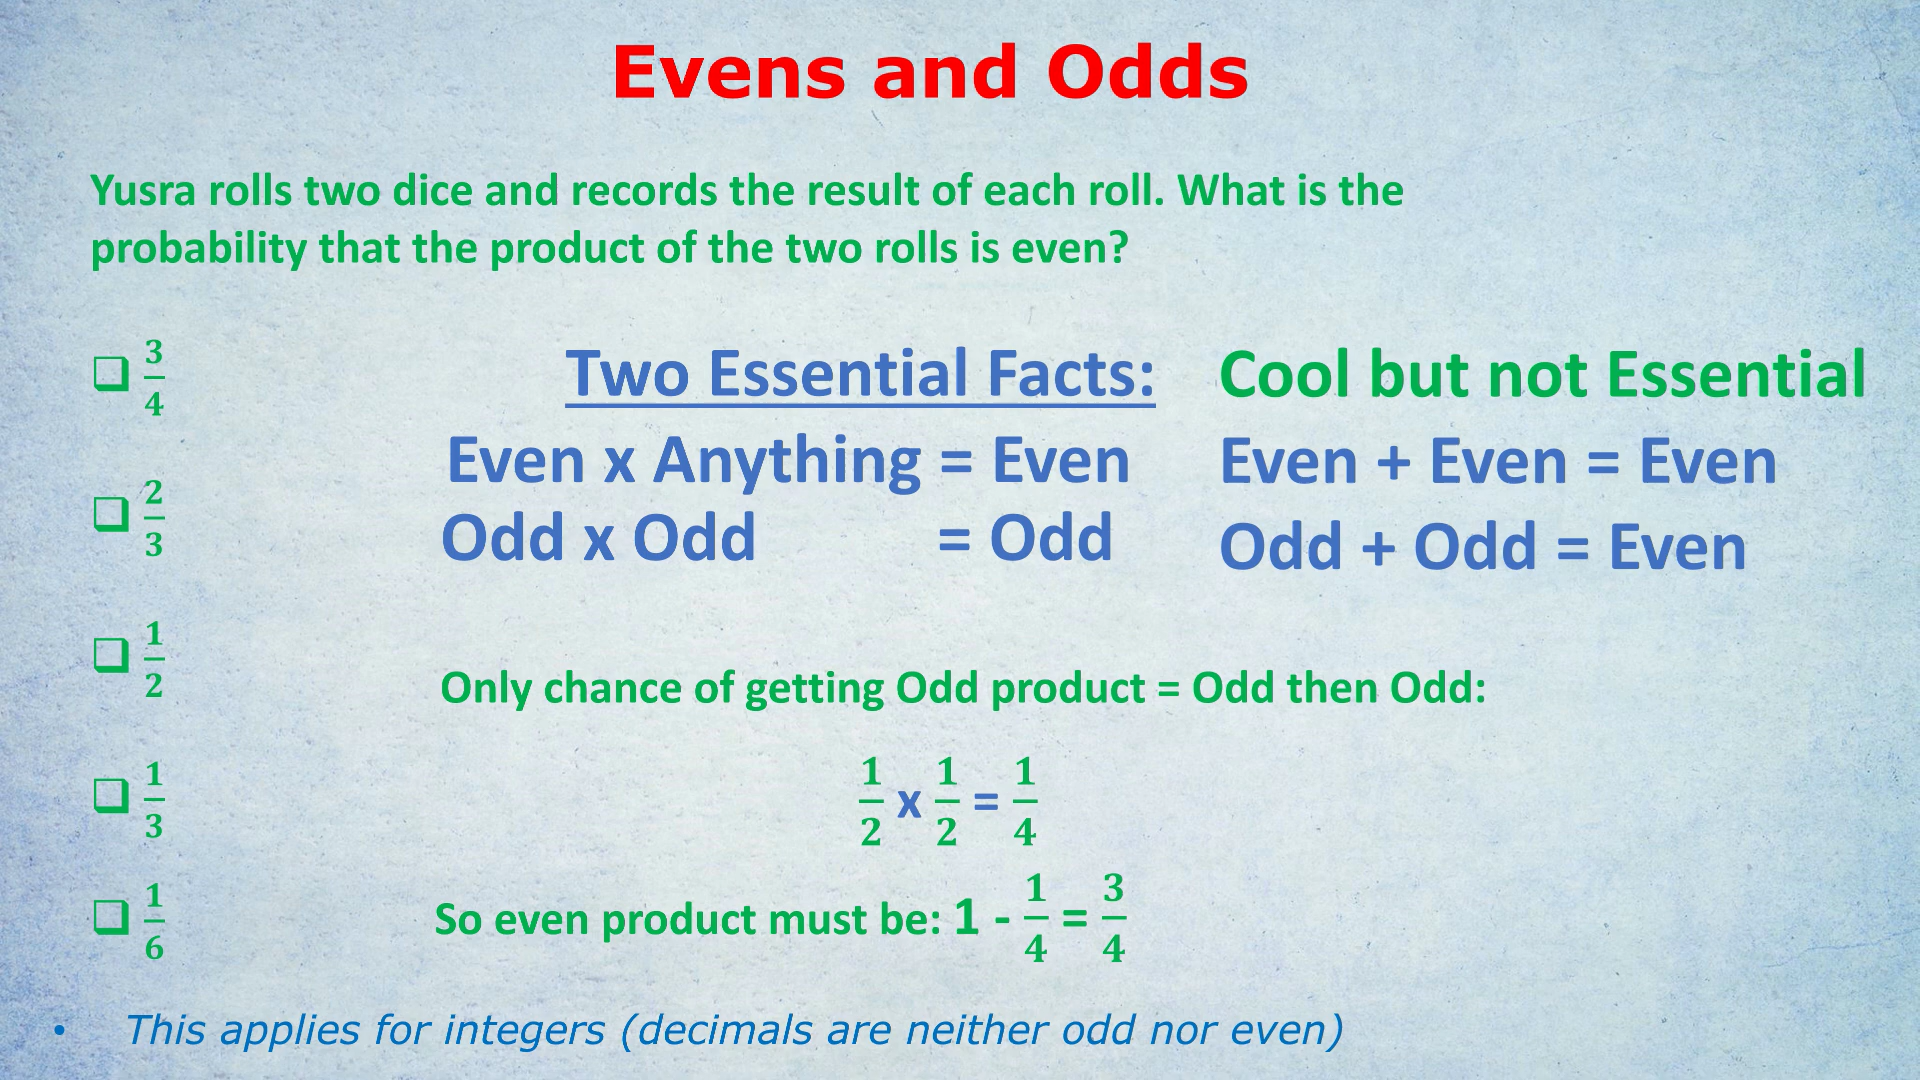 Evens and Odds
Yusra rolls two dice and records the result of each roll. What is the
probability that the product of the two rolls is even?
❑ 3/4
❑ 2/3
❑ 1/2
❑ 1/3
❑ 1/6
Two Essential Facts:
Even x Anything = Even
Odd x Odd = Odd
Cool but not Essential
Even + Even = Even
Odd + Odd = Even
Only chance of getting Odd product = Odd then Odd:
1/2 x 1/2 = 1/4
So even product must be: 1 - 1/4 = 3/4
• This applies for integers (decimals are neither odd nor even)